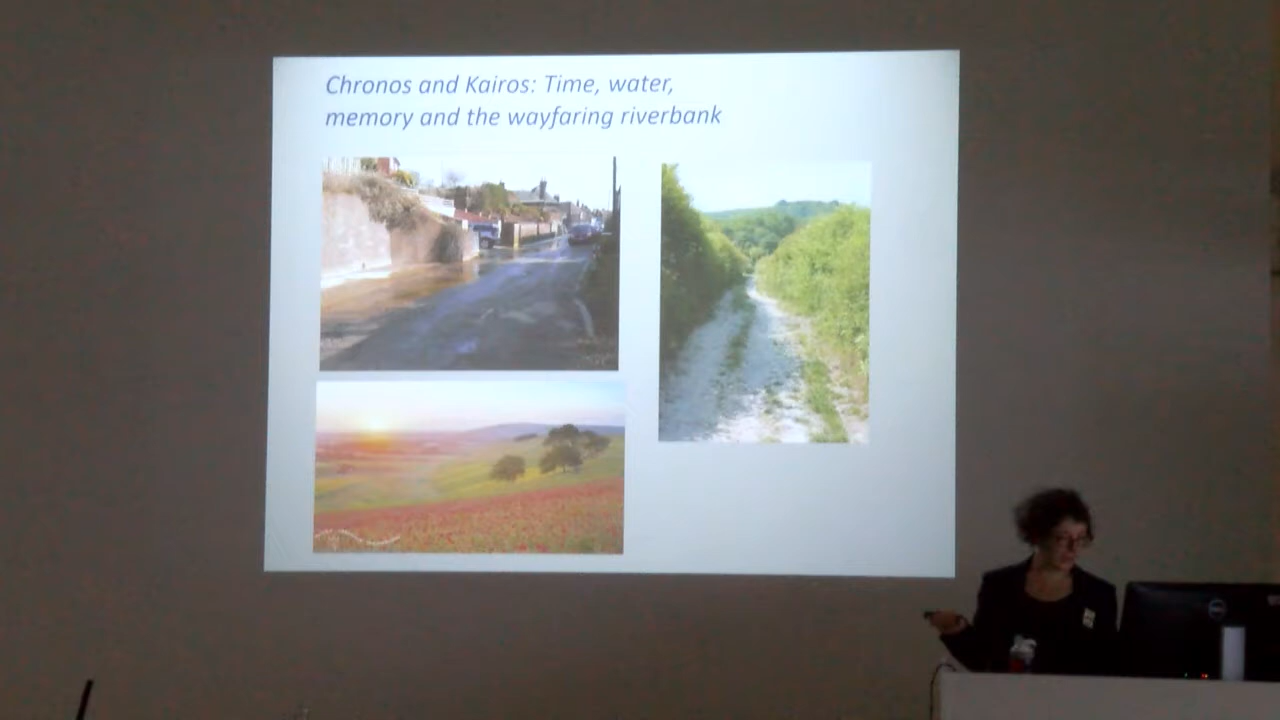 Chronos and Kairos: Time, water,
memory and the wayfaring riverbank